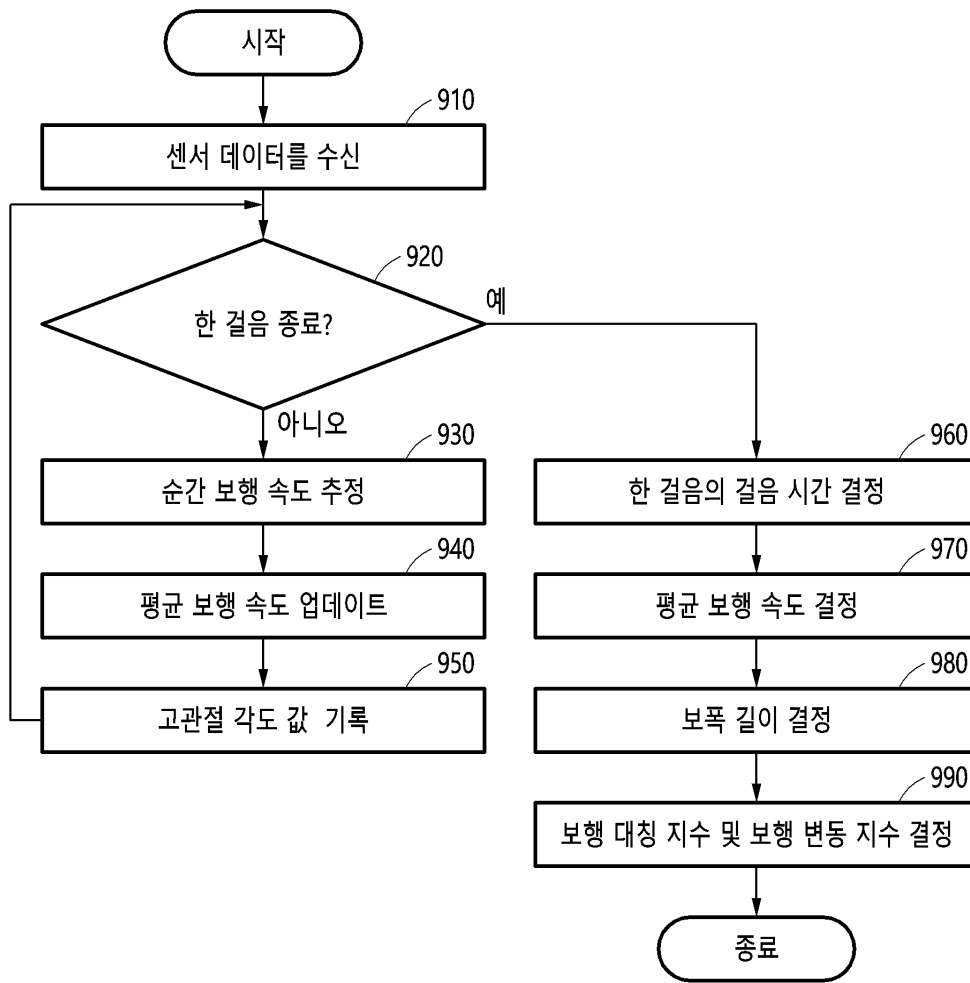 시작
910
센서 데이터를 수신
920
한 걸음 종료?
예
아니오
930
순간 보행 속도 추정
940
평균 보행 속도 업데이트
950
고관절 각도 값 기록
960
한 걸음의 걸음 시간 결정
970
평균 보행 속도 결정
980
보폭 길이 결정
990
보행 대칭 지수 및 보행 변동 지수 결정
종료